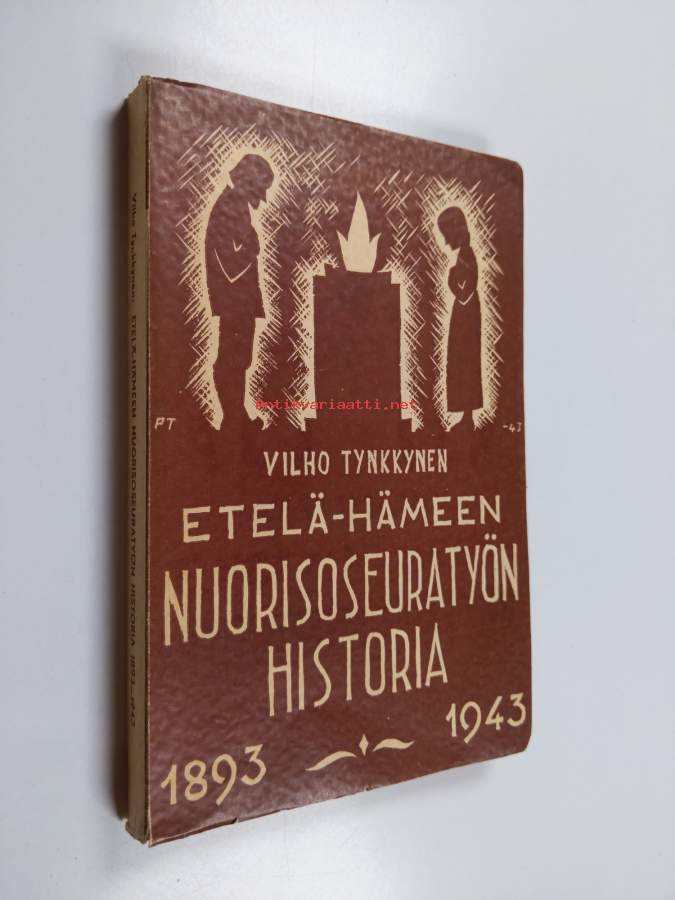 Vilho Tynkkynen: ETELÄ-HÄMEEN NUORISOSEURATYÖN HISTORIA 1893–1943
Antikvariaatti.net
PT
-43
VILHO TYNKKYNEN
ETELÄ-HÄMEEN
NUORISOSEURATYÖN
HISTORIA
1893
1943